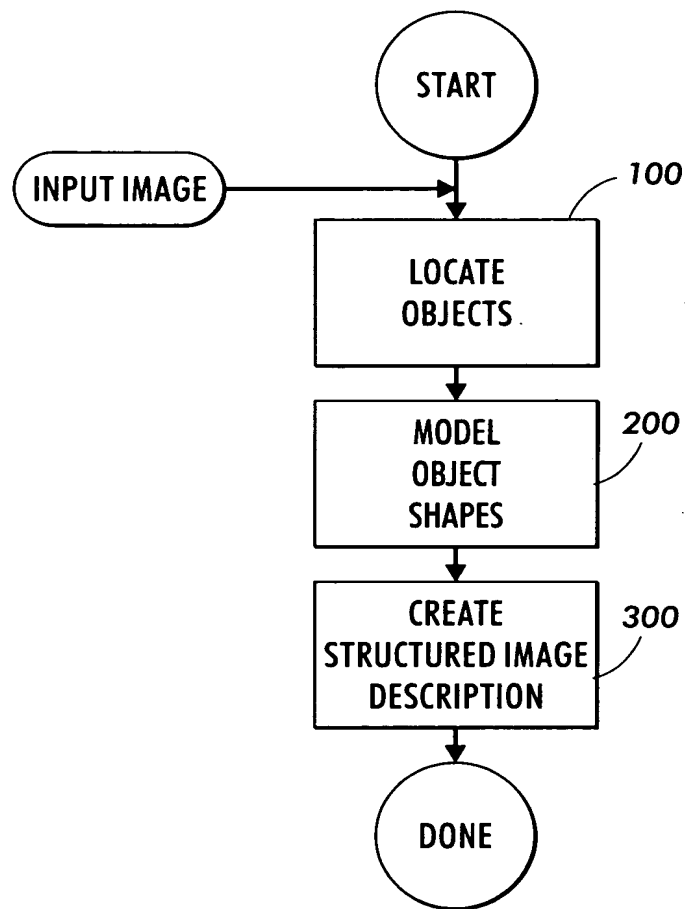 START
INPUT IMAGE
100
LOCATE
OBJECTS
200
MODEL
OBJECT
SHAPES
300
CREATE
STRUCTURED IMAGE
DESCRIPTION
DONE